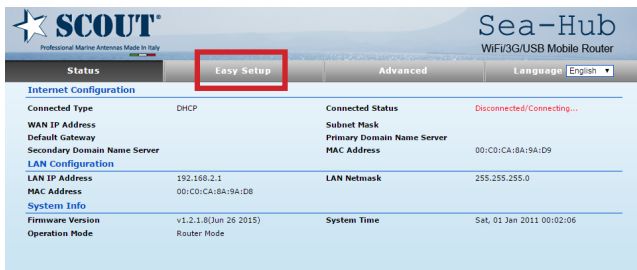 SCOUT®
Professional Marine Antennas Made In Italy
Sea-Hub
WiFi/3G/USB Mobile Router
Status Easy Setup Advanced Language English
Internet Configuration
Connected Type DHCP Connected Status Disconnected/Connecting...
WAN IP Address Subnet Mask
Default Gateway Primary Domain Name Server
Secondary Domain Name Server MAC Address 00:C0:CA:8A:9A:D9
LAN Configuration
LAN IP Address 192.168.2.1 LAN Netmask 255.255.255.0
MAC Address 00:C0:CA:8A:9A:D8
System Info
Firmware Version v1.2.1.8(Jun 26 2015) System Time Sat, 01 Jan 2011 00:02:06
Operation Mode Router Mode